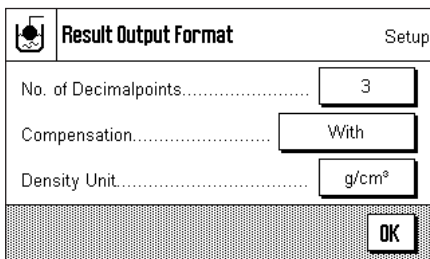 Result Output Format Setup
No. of Decimalpoints....................... 3
Compensation......................... With
Density Unit................................... g/cm³
OK